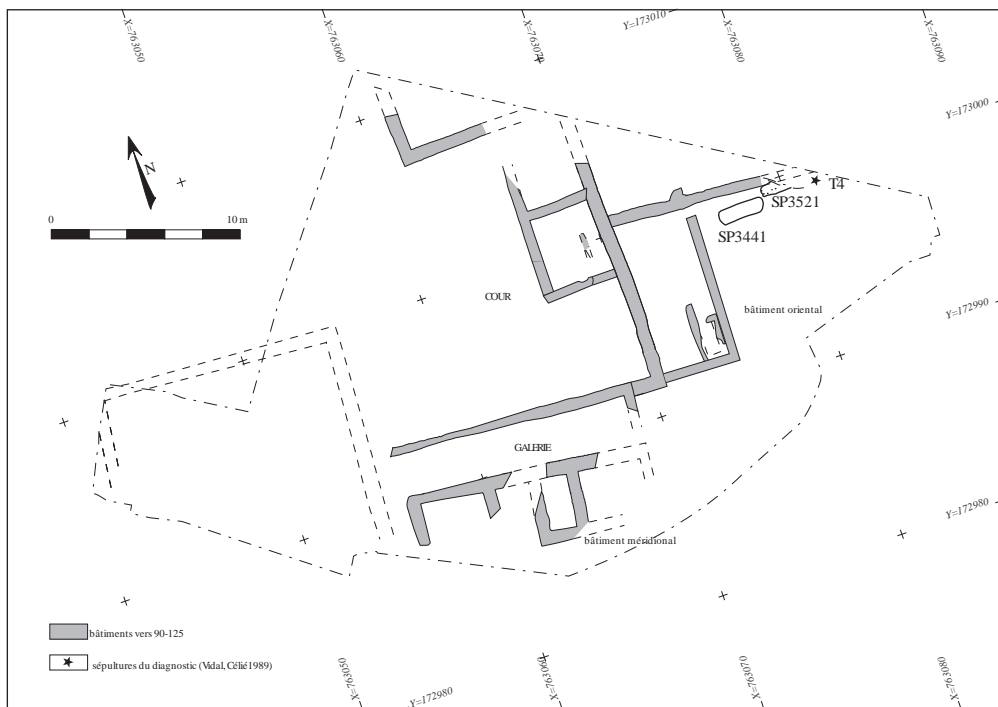 X=763050
X=763060
X=763070
Y=173010
X=763080
X=763090
Y=173000
N
T4
SP3521
SP3441
0 10 m
COUR
bâtiment oriental
Y=172990
GALERIE
Y=172980
bâtiment méridional
bâtiments vers 90-125
sépultures du diagnostic (Vidal, Célié 1989)
X=763050
Y=172980
X=763060
X=763070
X=763080